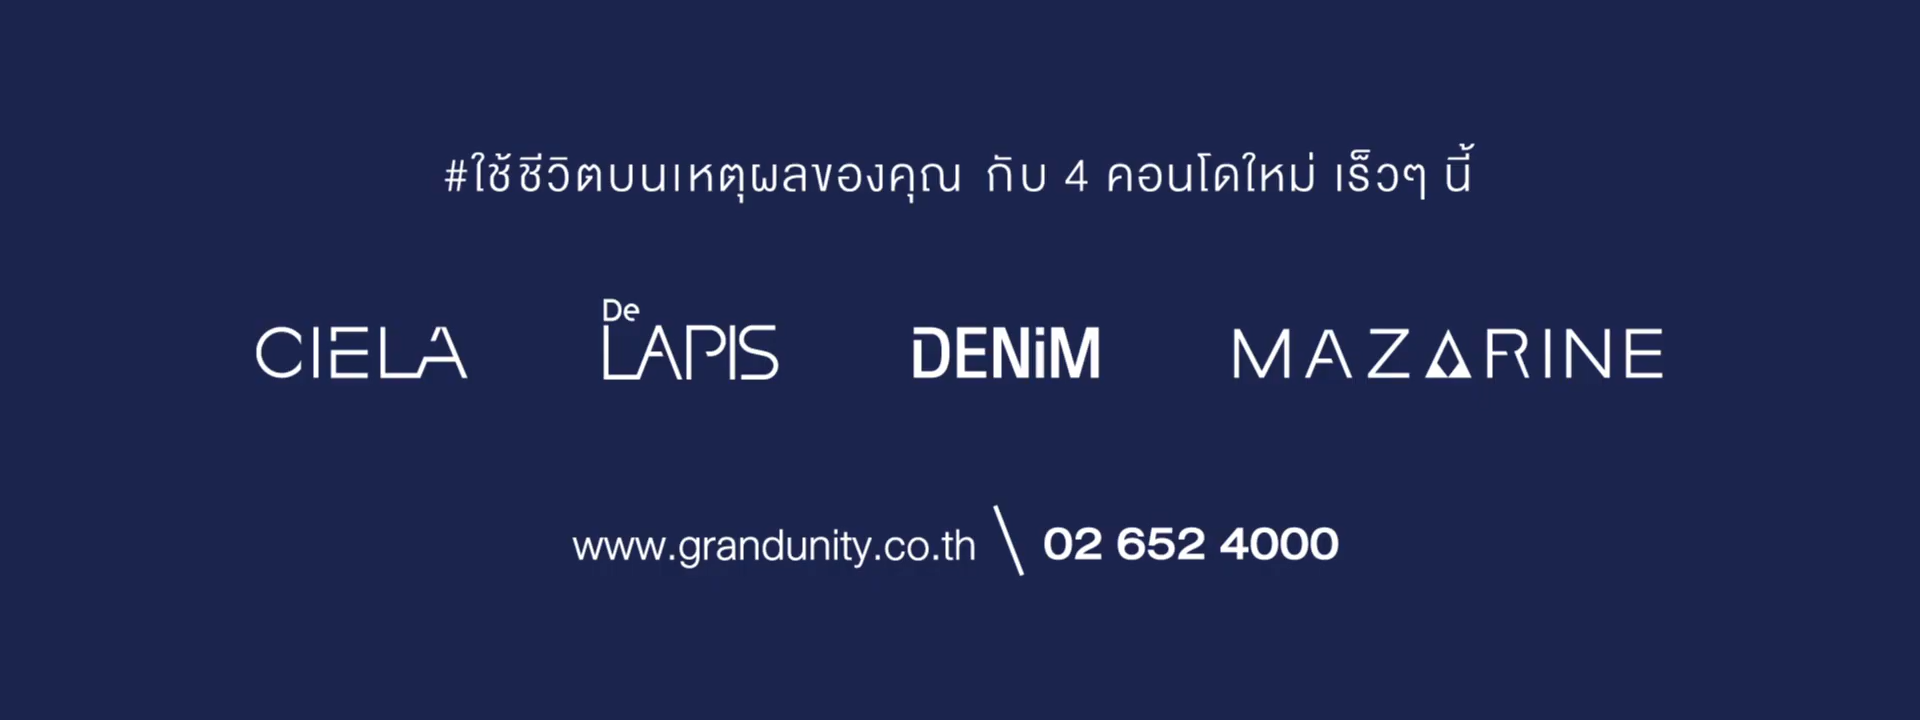 #ใช้ชีวิตบนเหตุผลของคุณ กับ 4 คอนโดใหม่ เร็วๆ นี้
CIELA De LAPIS DENiM MAZARINE
www.grandunity.co.th \ 02 652 4000